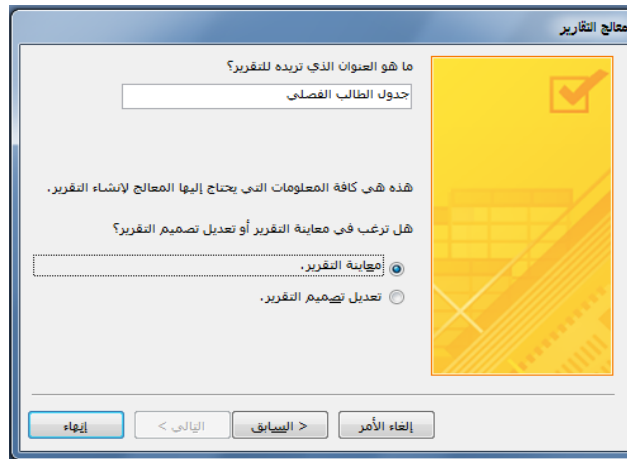 معالج التقارير
ما هو العنوان الذي تريده للتقرير؟
جدول الطالب الفصلي
هذه هي كافة المعلومات التي يحتاج إليها المعالج لإنشاء التقرير.
هل ترغب في معاينة التقرير أو تعديل تصميم التقرير؟
معاينة التقرير.
تعديل تصميم التقرير.
إلغاء الأمر
< السابق
التالي >
إنهاء